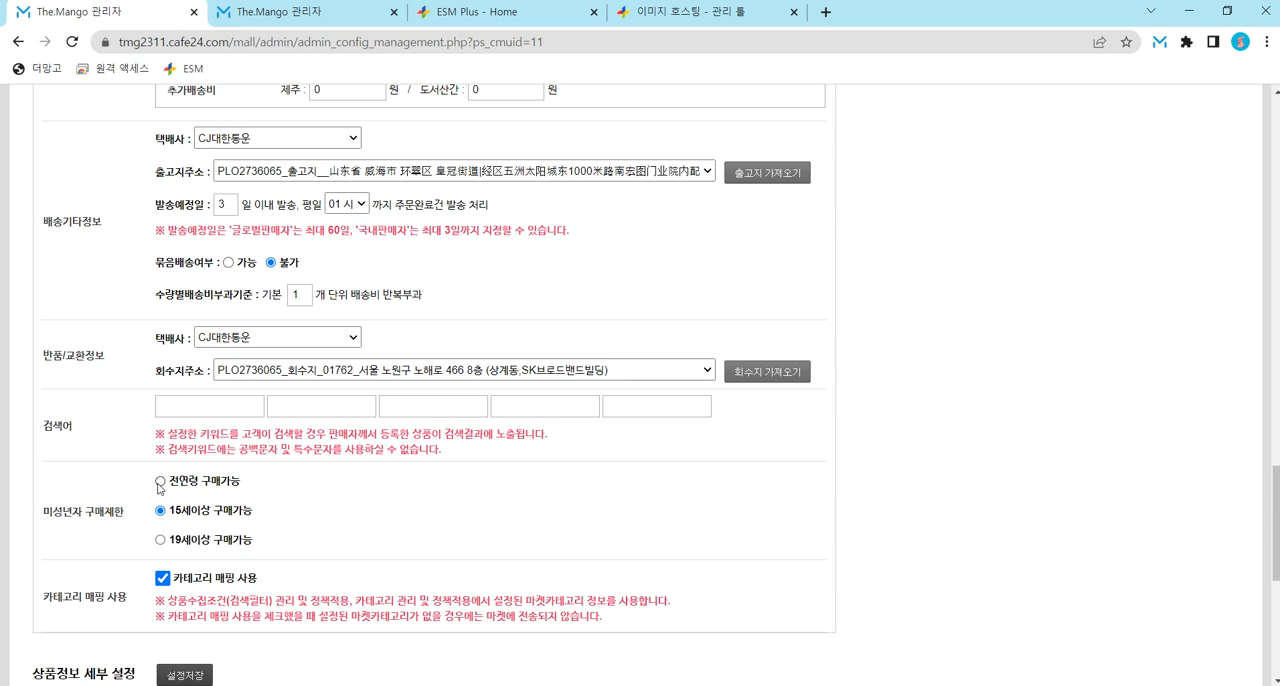 The.Mango 관리자
The.Mango 관리자
ESM Plus - Home
이미지 호스팅 - 관리 툴
tmg2311.cafe24.com/mall/admin/admin_config_management.php?ps_cmuid=11
더망고
원격 액세스
ESM
추가배송비 제주 : 0 원 / 도서산간 : 0 원
택배사 : CJ대한통운
출고지주소 : PLO2736065_출고지__山东省 威海市 环翠区 皇冠街道|经区五洲太阳城东1000米路南宏图门业院内配 출고지 가져오기
발송예정일 : 3 일 이내 발송, 평일 01 시 까지 주문완료건 발송 처리
배송기타정보
※ 발송예정일은 '글로벌판매자'는 최대 60일, '국내판매자'는 최대 3일까지 지정할 수 있습니다.
묶음배송여부 : 가능 불가
수량별배송비부과기준 : 기본 1 개 단위 배송비 반복부과
택배사 : CJ대한통운
반품/교환정보
회수지주소 : PLO2736065_회수지_01762_서울 노원구 노해로 466 8층 (상계동,SK브로드밴드빌딩) 회수지 가져오기
검색어
※ 설정한 키워드를 고객이 검색할 경우 판매자께서 등록한 상품이 검색결과에 노출됩니다.
※ 검색키워드에는 공백문자 및 특수문자를 사용하실 수 없습니다.
전연령 구매가능
미성년자 구매제한
15세이상 구매가능
19세이상 구매가능
카테고리 매핑 사용
카테고리 매핑 사용
※ 상품수집조건(검색필터) 관리 및 정책적용, 카테고리 관리 및 정책적용에서 설정된 마켓카테고리 정보를 사용합니다.
※ 카테고리 매핑 사용을 체크했을 때 설정된 마켓카테고리가 없을 경우에는 마켓에 전송되지 않습니다.
상품정보 세부 설정 설정저장